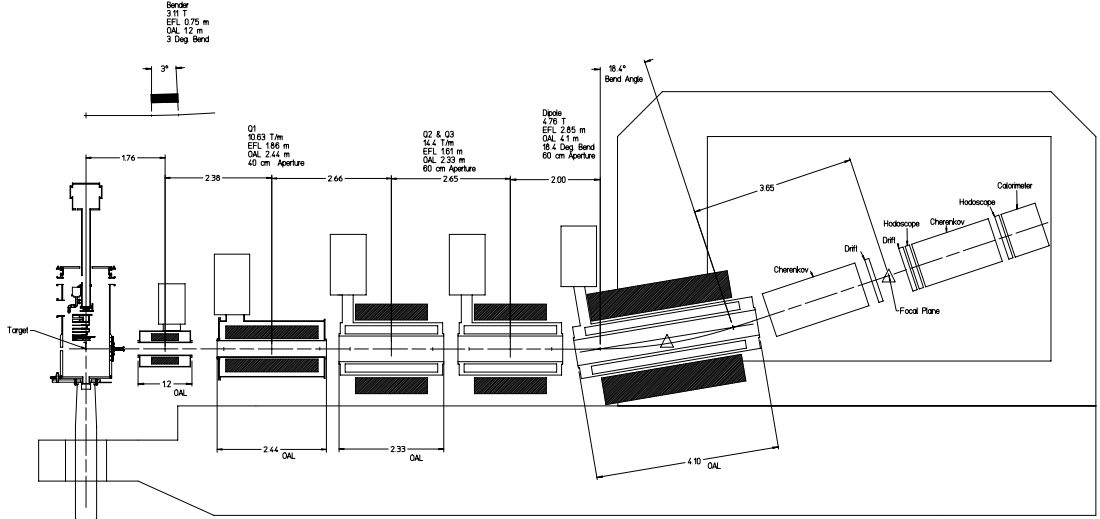 Bender
3.11 T
EFL 0.75 m
OAL 1.2 m
3 Deg. Bend
3°
18.4°
Bend Angle
Q1
10.63 T/m
EFL 1.86 m
OAL 2.44 m
40 cm Aperture
Q2 & Q3
14.4 T/m
EFL 1.61 m
OAL 2.33 m
60 cm Aperture
Dipole
4.76 T
EFL 2.85 m
OAL 4.1 m
18.4 Deg Bend
60 cm Aperture
1.76
2.38
2.66
2.65
2.00
3.65
Calorimeter
Hodoscope
Cherenkov
Hodoscope
Drift
Drift
Cherenkov
Focal Plane
Target
1.2
OAL
2.44
OAL
2.33
OAL
4.10
OAL